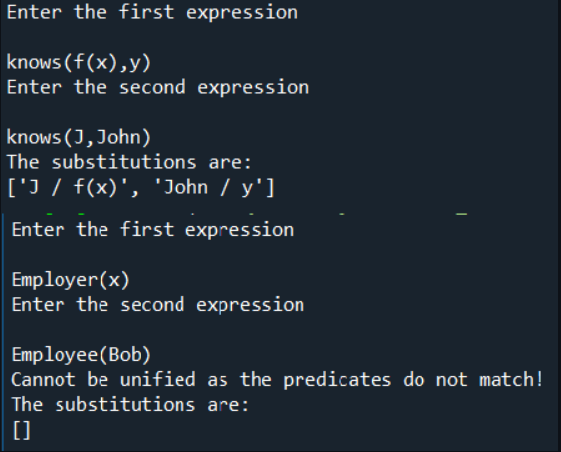 Enter the first expression
knows(f(x),y)
Enter the second expression
knows(J,John)
The substitutions are:
['J / f(x)', 'John / y']
Enter the first expression
Employer(x)
Enter the second expression
Employee(Bob)
Cannot be unified as the predicates do not match!
The substitutions are:
[]